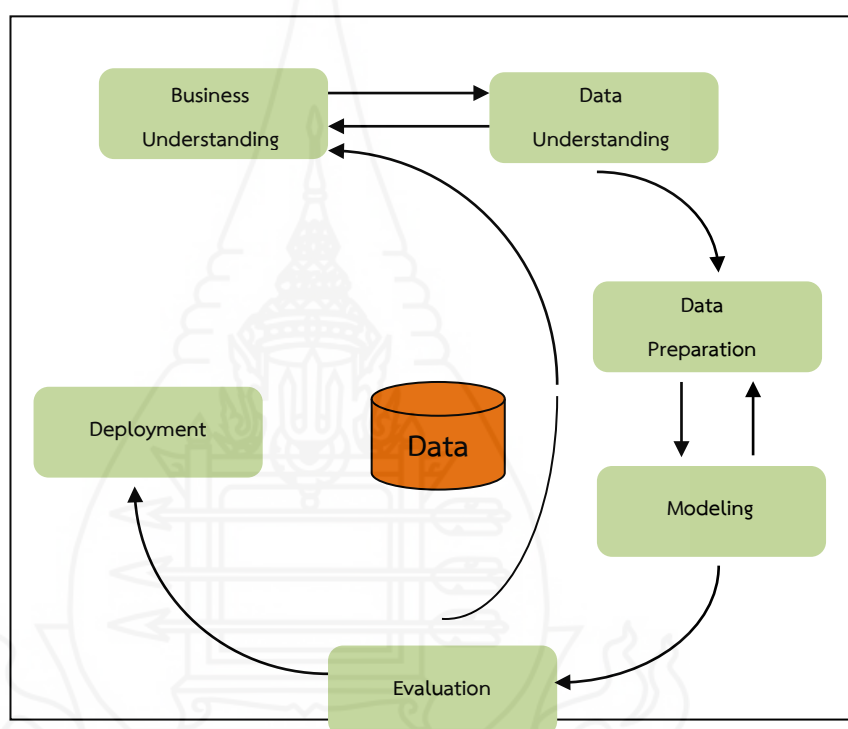 Business
Understanding
Data
Understanding
Data
Preparation
Deployment
Data
Modeling
Evaluation